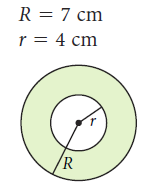 R = 7 cm
r = 4 cm
r
R